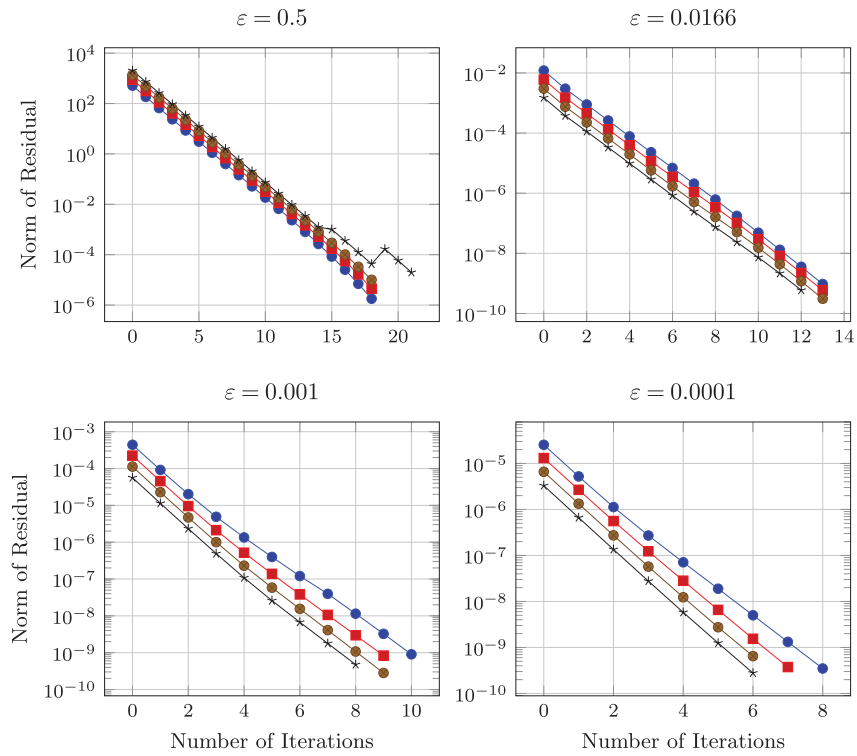 ε = 0.5
ε = 0.0166
Norm of Residual
10^4
10^2
10^0
10^−2
10^−4
10^−6
0 5 10 15 20
10^−2
10^−4
10^−6
10^−8
10^−10
0 2 4 6 8 10 12 14
ε = 0.001
ε = 0.0001
Norm of Residual
10^−3
10^−4
10^−5
10^−6
10^−7
10^−8
10^−9
10^−10
0 2 4 6 8 10
Number of Iterations
10^−5
10^−6
10^−7
10^−8
10^−9
10^−10
0 2 4 6 8
Number of Iterations